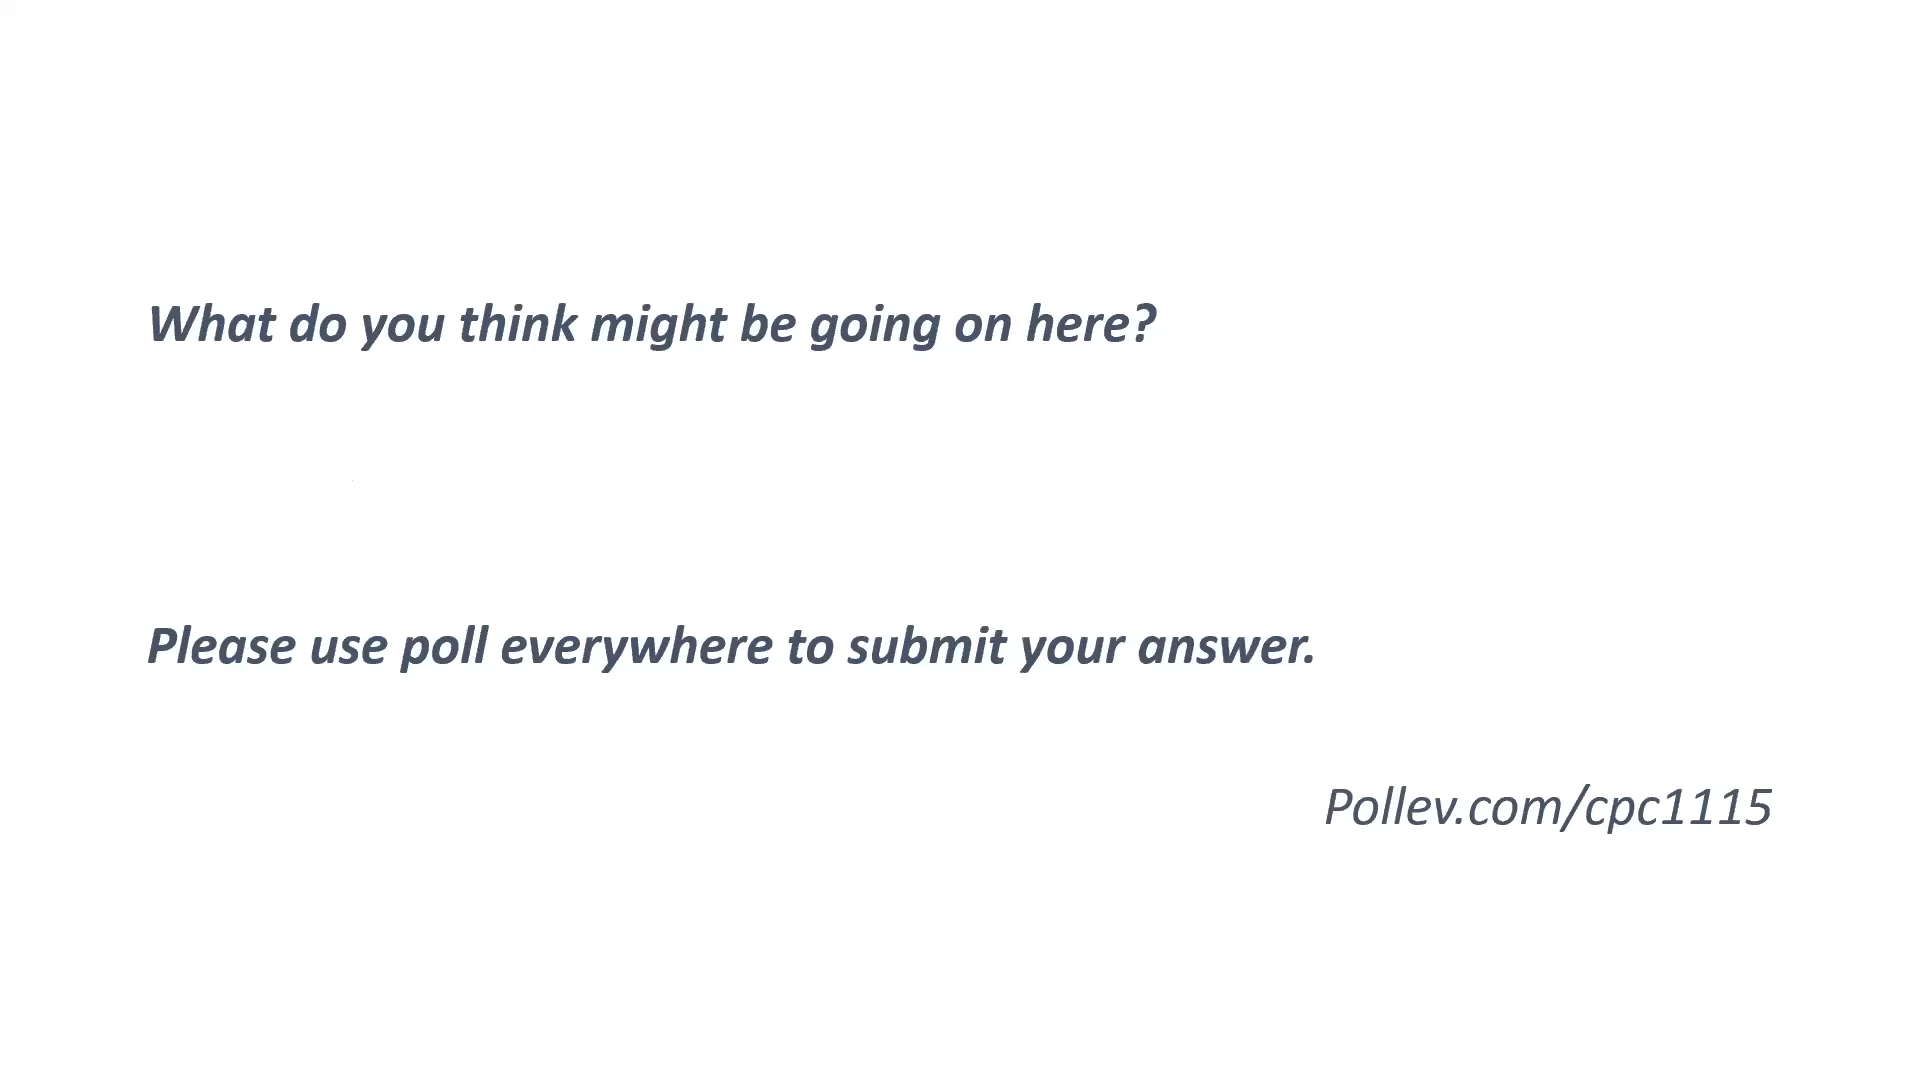 What do you think might be going on here?
Please use poll everywhere to submit your answer.
Pollev.com/cpc1115